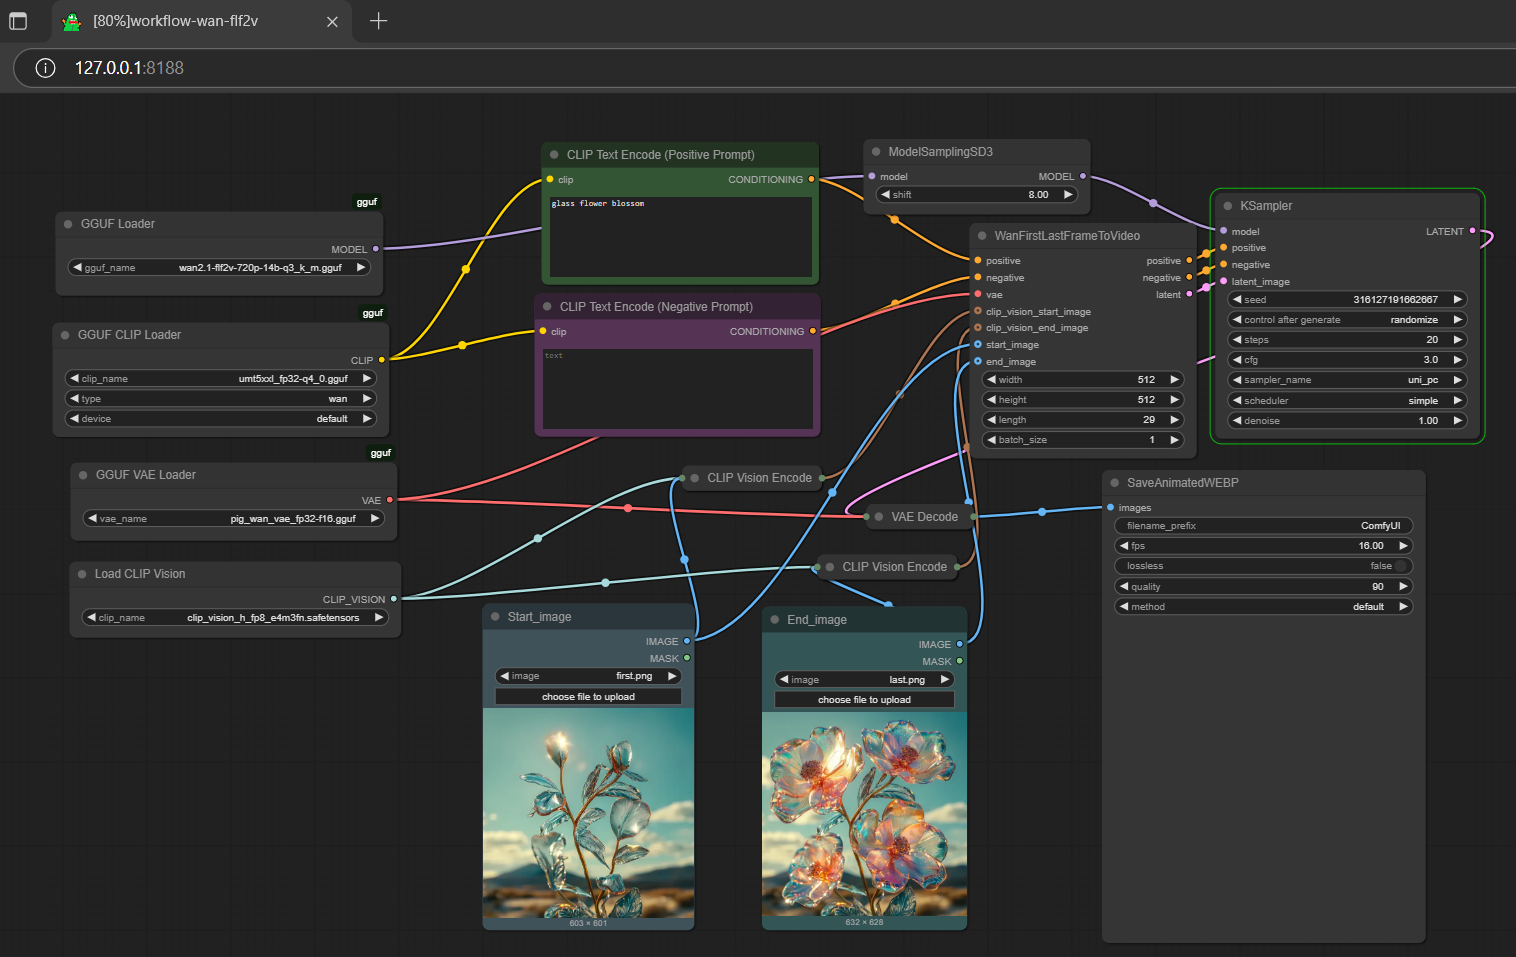 [80%]workflow-wan-flf2v
127.0.0.1:8188
gguf
GGUF Loader
MODEL
gguf_name wan2.1-flf2v-720p-14b-q3_k_m.gguf
gguf
GGUF CLIP Loader
CLIP
clip_name umt5xxl_fp32-q4_0.gguf
type wan
device default
gguf
GGUF VAE Loader
VAE
vae_name pig_wan_vae_fp32-f16.gguf
Load CLIP Vision
CLIP_VISION
clip_name clip_vision_h_fp8_e4m3fn.safetensors
CLIP Text Encode (Positive Prompt)
clip CONDITIONING
glass flower blossom
CLIP Text Encode (Negative Prompt)
clip CONDITIONING
text
CLIP Vision Encode
VAE Decode
CLIP Vision Encode
Start_image
IMAGE
MASK
image first.png
choose file to upload
603 × 601
End_image
IMAGE
MASK
image last.png
choose file to upload
632 × 628
ModelSamplingSD3
model MODEL
shift 8.00
WanFirstLastFrameToVideo
positive positive
negative negative
vae latent
clip_vision_start_image
clip_vision_end_image
start_image
end_image
width 512
height 512
length 29
batch_size 1
KSampler
model LATENT
positive
negative
latent_image
seed 316127191662667
control after generate randomize
steps 20
cfg 3.0
sampler_name uni_pc
scheduler simple
denoise 1.00
SaveAnimatedWEBP
images
filename_prefix ComfyUI
fps 16.00
lossless false
quality 90
method default